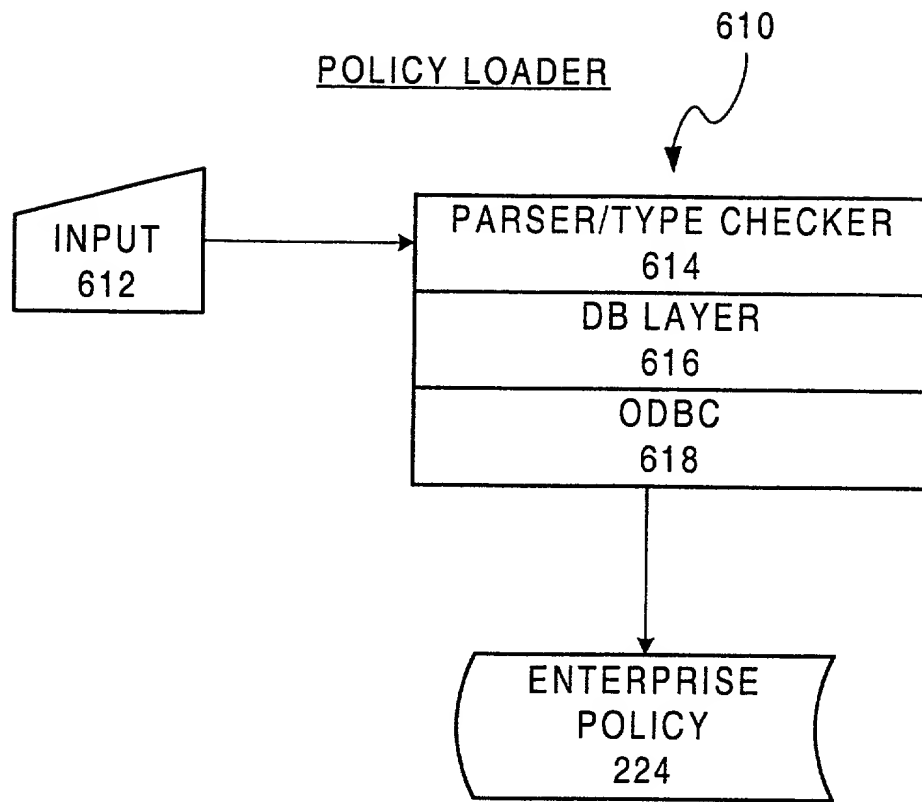 610
POLICY LOADER
INPUT
612
PARSER/TYPE CHECKER
614
DB LAYER
616
ODBC
618
ENTERPRISE
POLICY
224